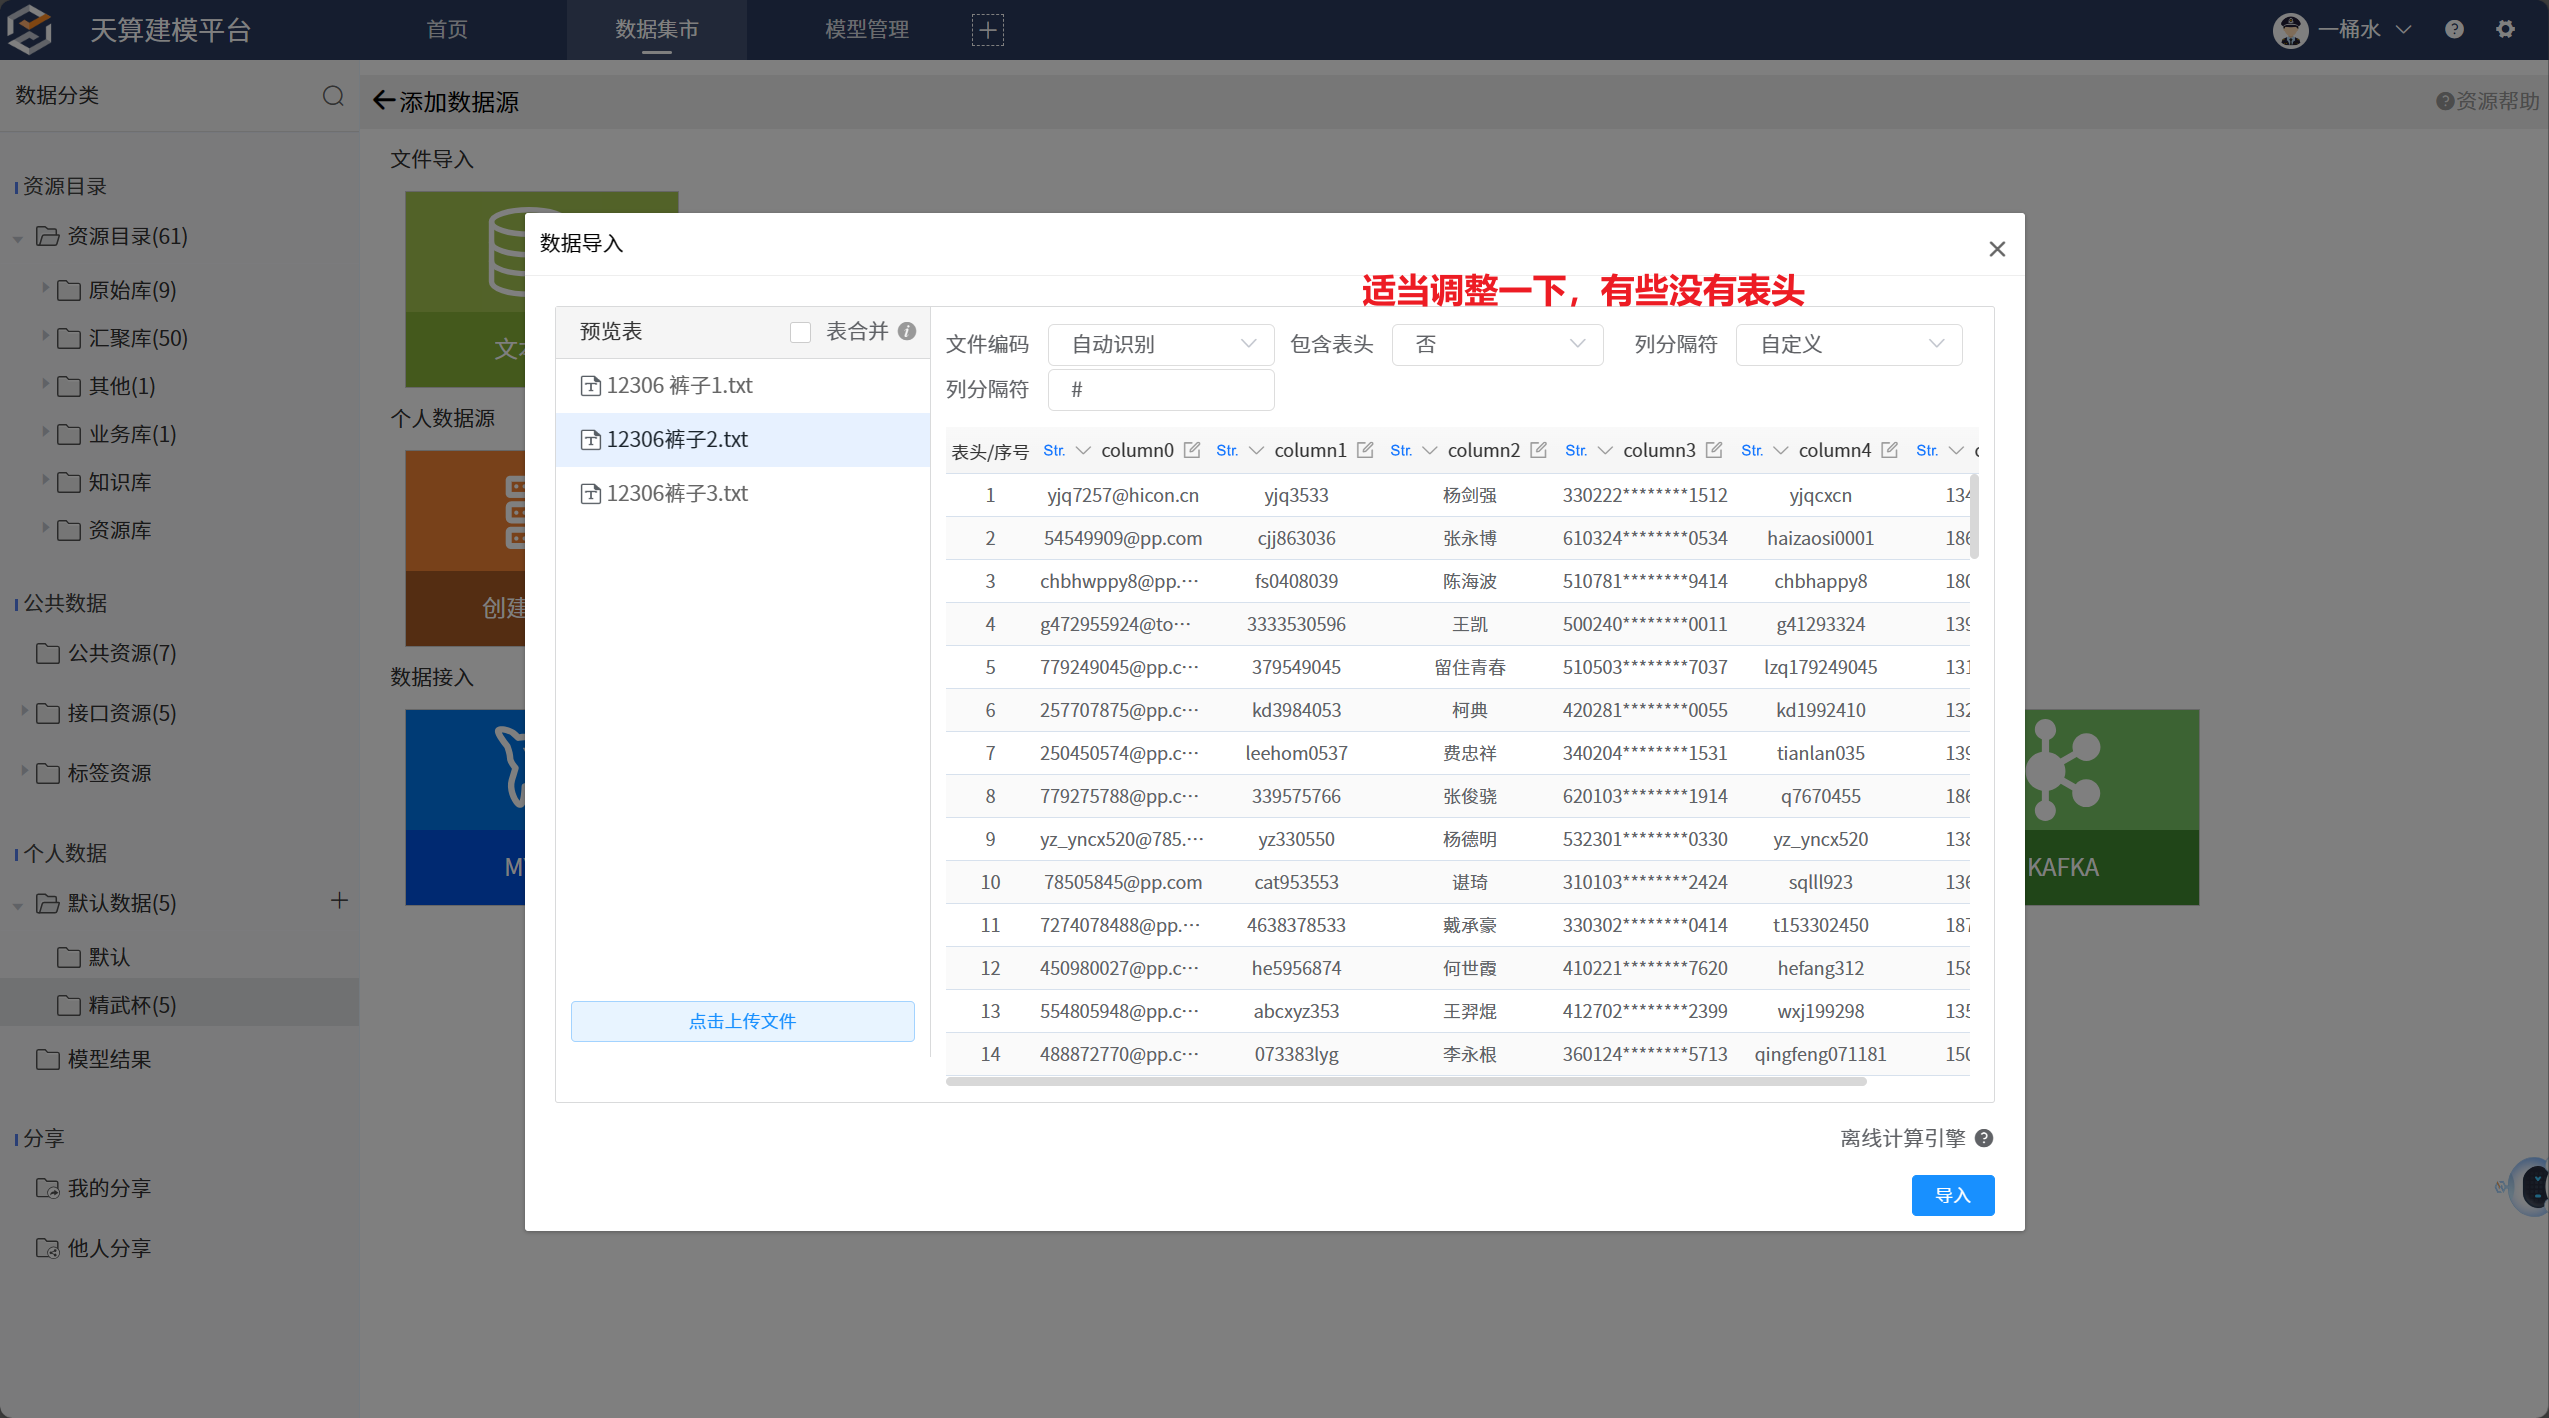 天算建模平台 首页 数据集市 模型管理 一桶水
数据分类
添加数据源
资源帮助
资源目录
资源目录(61)
原始库(9)
汇聚库(50)
其他(1)
业务库(1)
知识库
资源库
公共数据
公共资源(7)
接口资源(5)
标签资源
个人数据
默认数据(5)
默认
精武杯(5)
模型结果
分享
我的分享
他人分享
文件导入
个人数据源
创建
数据接入
KAFKA
数据导入
适当调整一下，有些没有表头
预览表 表合并
12306 裤子1.txt
12306裤子2.txt
12306裤子3.txt
点击上传文件
文件编码 自动识别 包含表头 否 列分隔符 自定义
列分隔符 #
表头/序号 Str. column0 Str. column1 Str. column2 Str. column3 Str. column4 Str.
1 yjq7257@hicon.cn yjq3533 杨剑强 330222********1512 yjqcxcn 134
2 54549909@pp.com cjj863036 张永博 610324********0534 haizaosi0001 186
3 chbhwppy8@pp.··· fs0408039 陈海波 510781********9414 chbhappy8 180
4 g472955924@to··· 3333530596 王凯 500240********0011 g41293324 139
5 779249045@pp.c··· 379549045 留住青春 510503********7037 lzq179249045 131
6 257707875@pp.c··· kd3984053 柯典 420281********0055 kd1992410 132
7 250450574@pp.c··· leehom0537 费忠祥 340204********1531 tianlan035 139
8 779275788@pp.c··· 339575766 张俊骁 620103********1914 q7670455 186
9 yz_yncx520@785.··· yz330550 杨德明 532301********0330 yz_yncx520 138
10 78505845@pp.com cat953553 谌琦 310103********2424 sqlll923 136
11 7274078488@pp.··· 4638378533 戴承豪 330302********0414 t153302450 187
12 450980027@pp.c··· he5956874 何世霞 410221********7620 hefang312 158
13 554805948@pp.c··· abcxyz353 王羿焜 412702********2399 wxj199298 135
14 488872770@pp.c··· 073383lyg 李永根 360124********5713 qingfeng071181 150
离线计算引擎
导入